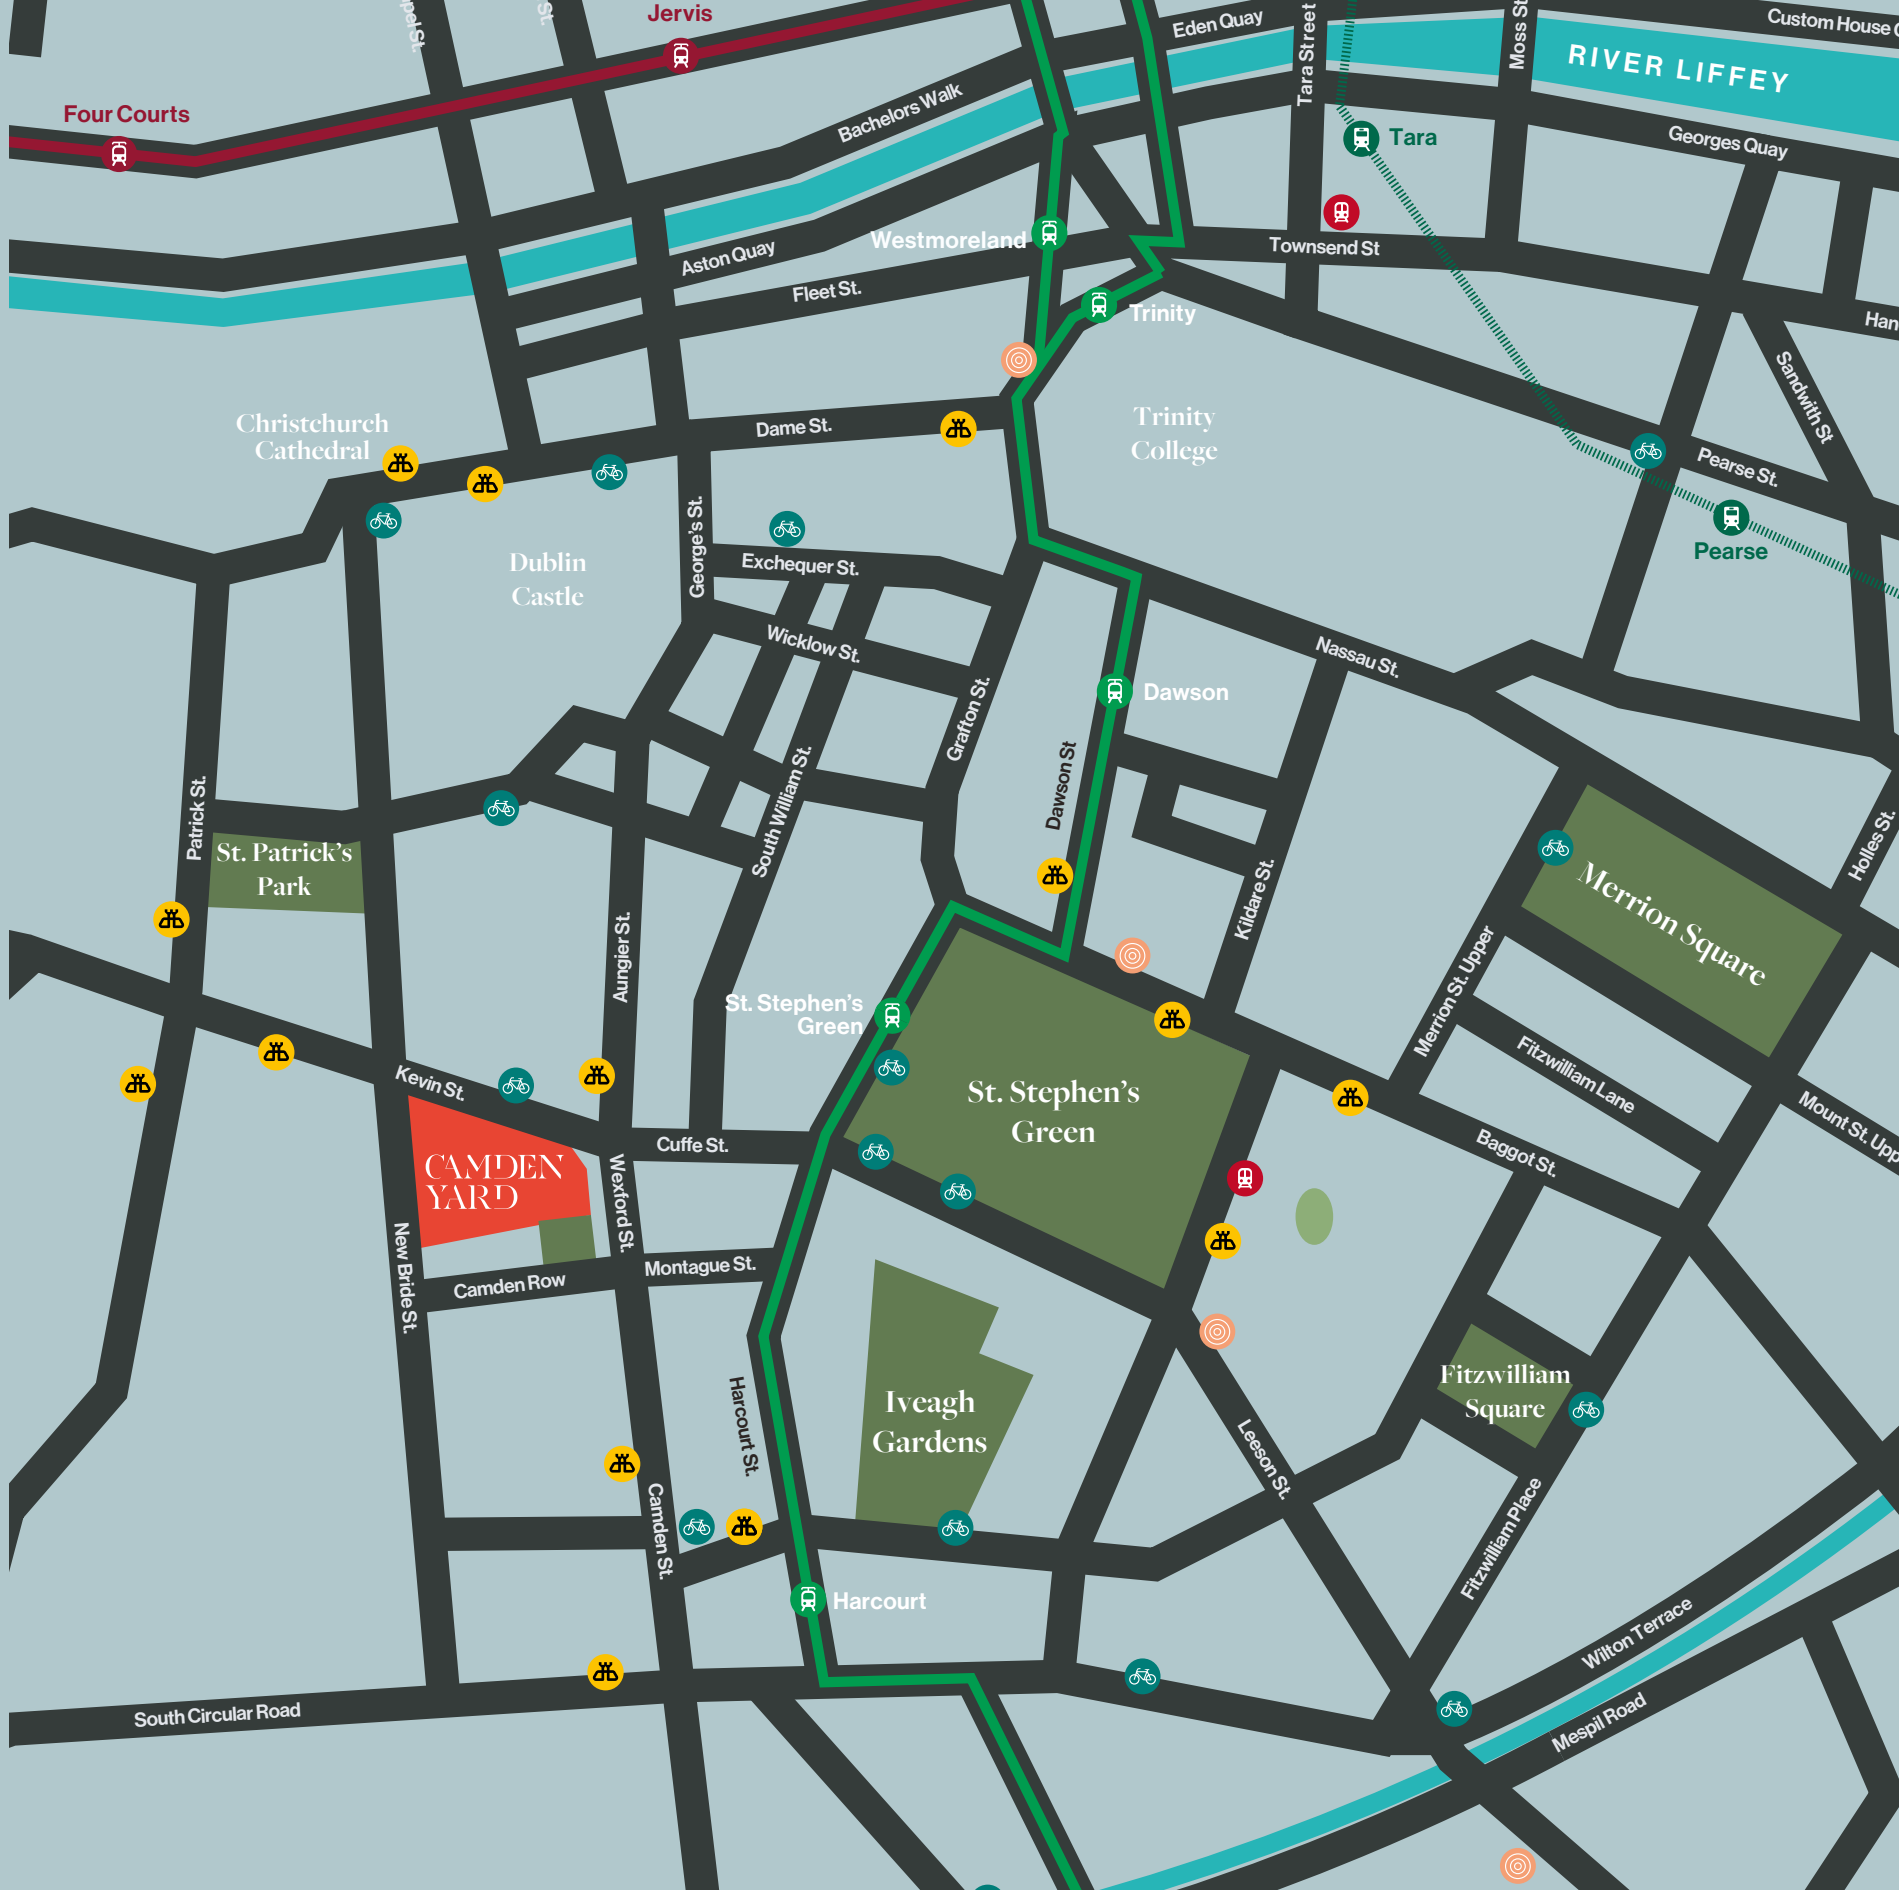 Jervis
Eden Quay
Tara Street
Moss St
Custom House
RIVER LIFFEY
Four Courts
Bachelors Walk
Georges Quay
Tara
Westmoreland
Townsend St
Aston Quay
Fleet St.
Trinity
Sandwith St
Christchurch
Cathedral
Dame St.
Trinity
College
Pearse St.
Pearse
George's St.
Exchequer St.
Dublin
Castle
Wicklow St.
Nassau St.
Grafton St.
Dawson
Dawson St
South William St.
Patrick St.
St. Patrick's
Park
Kildare St.
Holles St.
Merrion Square
Merrion St. Upper
Aungier St.
St. Stephen's
Green
Fitzwilliam Lane
Kevin St.
St. Stephen's
Green
Mount St. Upp
Cuffe St.
Baggot St.
CAMDEN
YARD
Wexford St.
New Bride St.
Camden Row
Montague St.
Harcourt St.
Iveagh
Gardens
Fitzwilliam
Square
Leeson St.
Camden St.
Fitzwilliam Place
Harcourt
Wilton Terrace
South Circular Road
Mespil Road